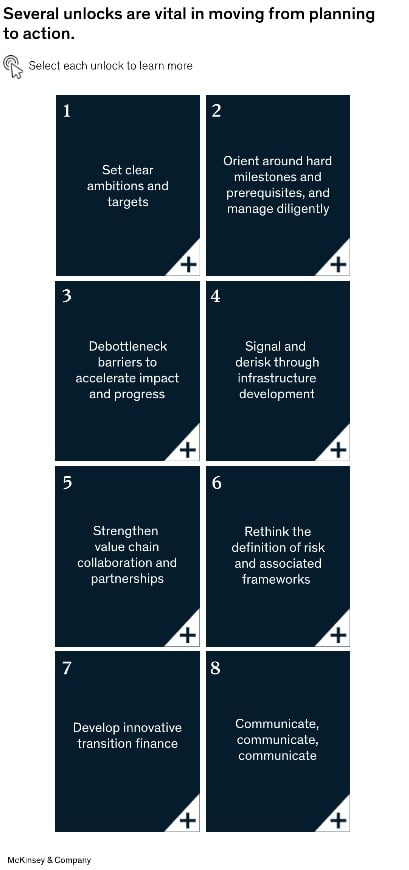 Several unlocks are vital in moving from planning
to action.
Select each unlock to learn more
1
Set clear
ambitions and
targets
+
2
Orient around hard
milestones and
prerequisites, and
manage diligently
+
3
Debottleneck
barriers to
accelerate impact
and progress
+
4
Signal and
derisk through
infrastructure
development
+
5
Strengthen
value chain
collaboration and
partnerships
+
6
Rethink the
definition of risk
and associated
frameworks
+
7
Develop innovative
transition finance
+
8
Communicate,
communicate,
communicate
+
McKinsey & Company